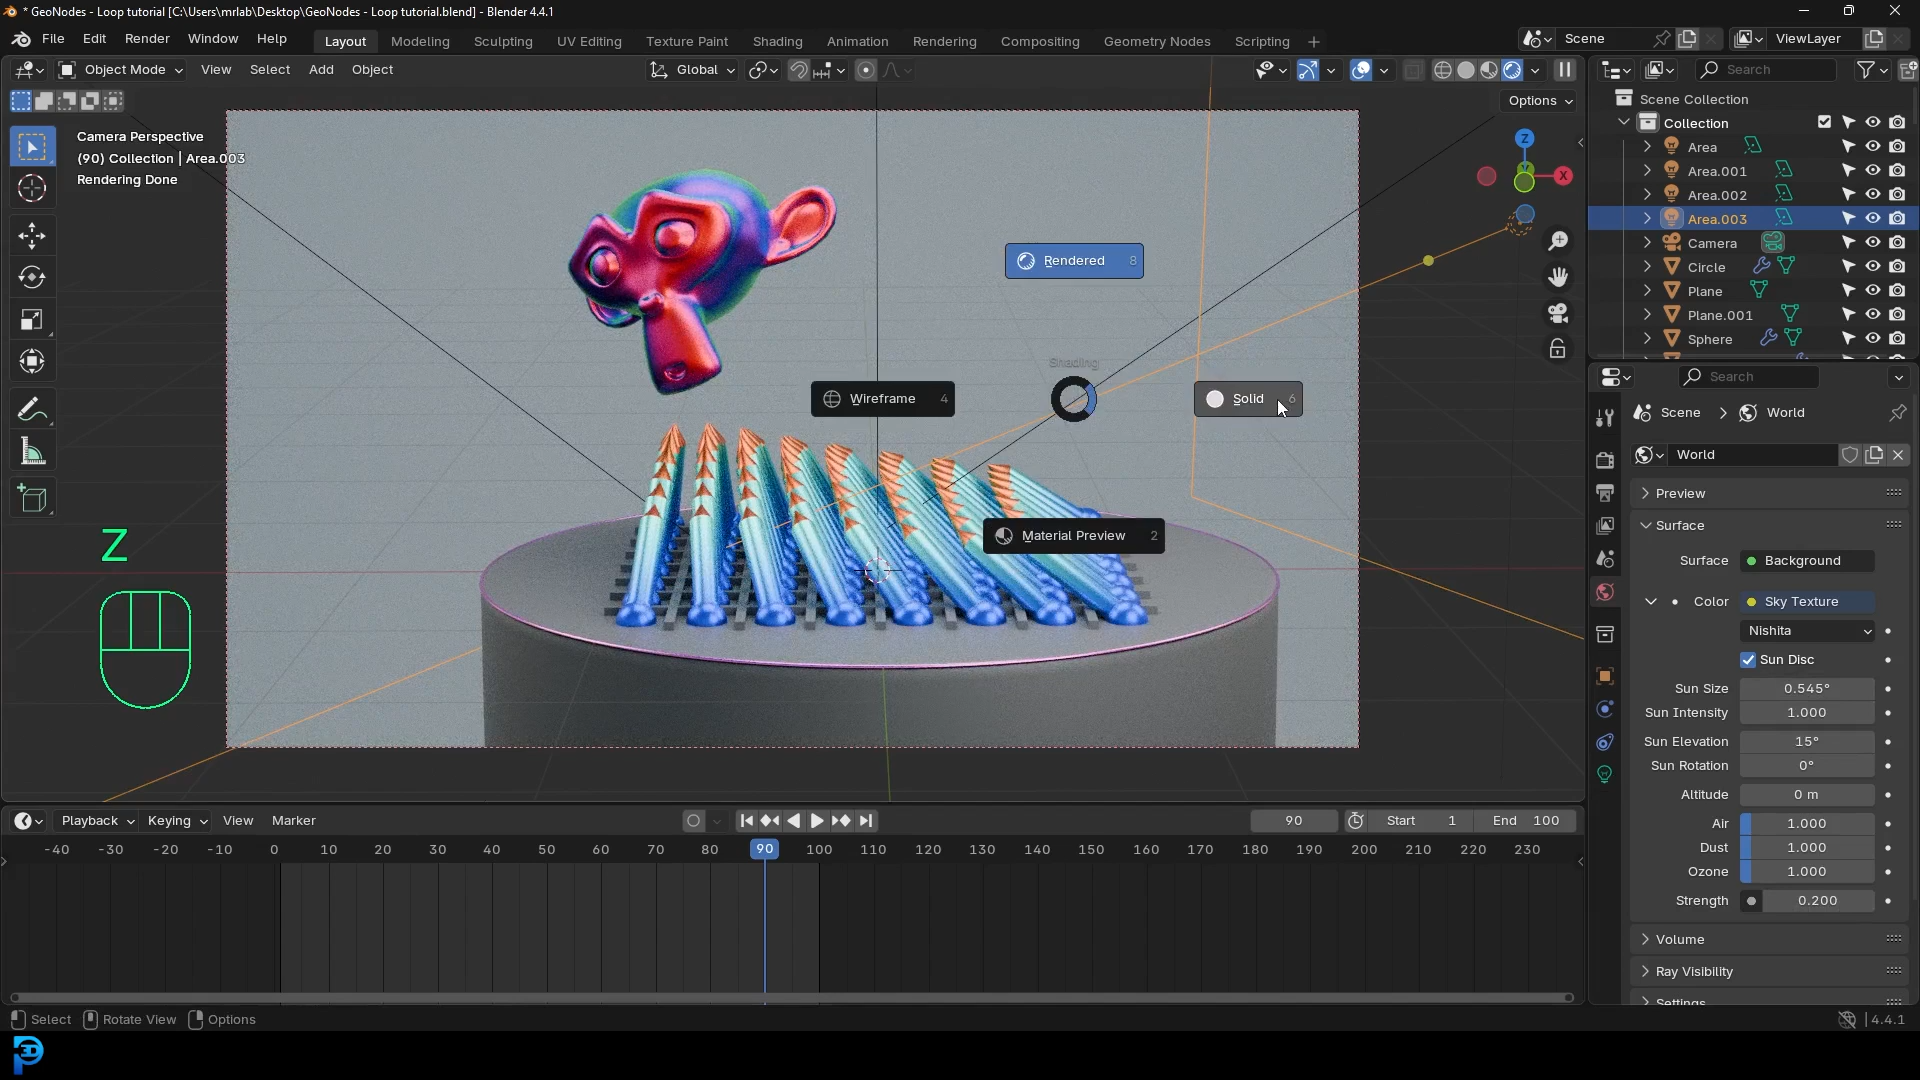 * GeoNodes - Loop tutorial [C:\Users\mrlab\Desktop\GeoNodes - Loop tutorial.blend] - Blender 4.4.1
File Edit Render Window Help Layout Modeling Sculpting UV Editing Texture Paint Shading Animation Rendering Compositing Geometry Nodes Scripting + Scene ViewLayer
Object Mode View Select Add Object Global Search
Options
Scene Collection
Collection
Area
Area.001
Area.002
Area.003
Camera
Circle
Plane
Plane.001
Sphere
Camera Perspective
(90) Collection | Area.003
Rendering Done
Z
X
Rendered 8
Shading
Wireframe 4
Solid 6
Material Preview 2
Z
Search
Scene > World
World
Preview
Surface
Surface Background
Color Sky Texture
Nishita
Sun Disc
Sun Size 0.545°
Sun Intensity 1.000
Sun Elevation 15°
Sun Rotation 0°
Altitude 0 m
Air 1.000
Dust 1.000
Ozone 1.000
Strength 0.200
Volume
Ray Visibility
Settings
Playback Keying View Marker 90 Start 1 End 100
-40 -30 -20 -10 0 10 20 30 40 50 60 70 80 90 100 110 120 130 140 150 160 170 180 190 200 210 220 230
Select Rotate View Options 4.4.1